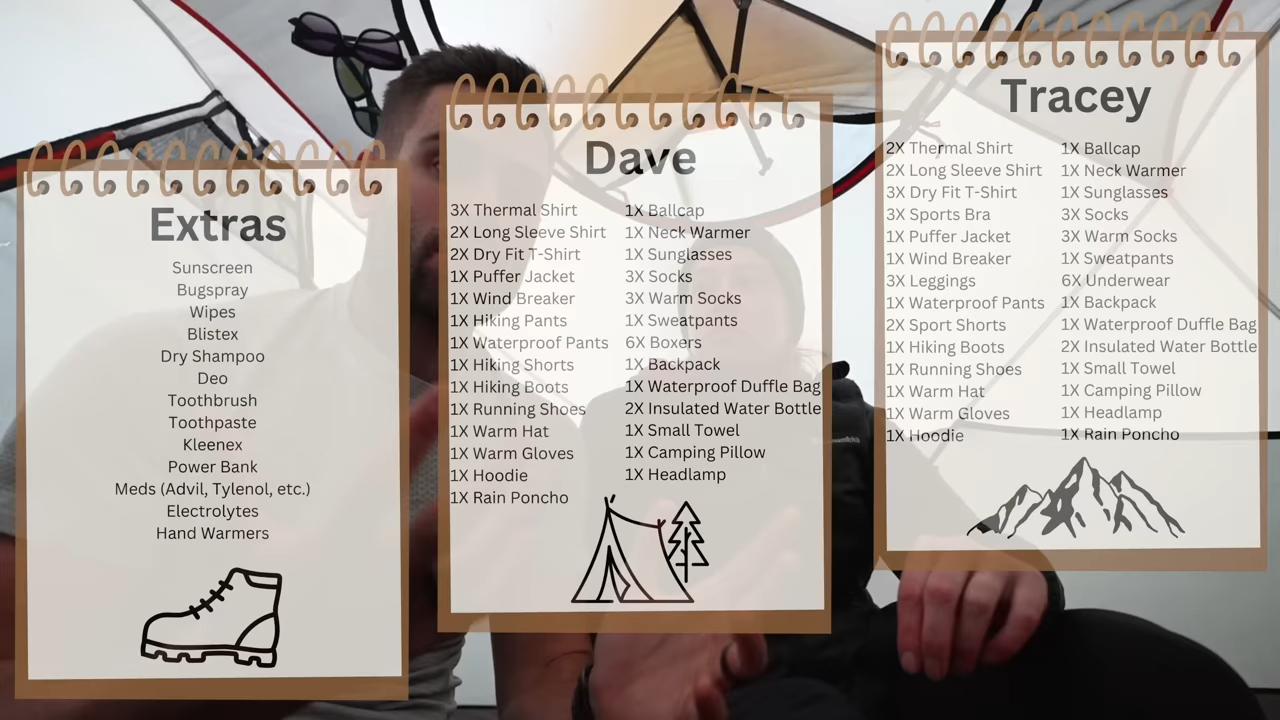 Extras
Sunscreen
Bugspray
Wipes
Blistex
Dry Shampoo
Deo
Toothbrush
Toothpaste
Kleenex
Power Bank
Meds (Advil, Tylenol, etc.)
Electrolytes
Hand Warmers
Dave
3X Thermal Shirt
2X Long Sleeve Shirt
2X Dry Fit T-Shirt
1X Puffer Jacket
1X Wind Breaker
1X Hiking Pants
1X Waterproof Pants
1X Hiking Shorts
1X Hiking Boots
1X Running Shoes
1X Warm Hat
1X Warm Gloves
1X Hoodie
1X Rain Poncho
1X Ballcap
1X Neck Warmer
1X Sunglasses
3X Socks
3X Warm Socks
1X Sweatpants
6X Boxers
1X Backpack
1X Waterproof Duffle Bag
2X Insulated Water Bottle
1X Small Towel
1X Camping Pillow
1X Headlamp
Tracey
2X Thermal Shirt
2X Long Sleeve Shirt
3X Dry Fit T-Shirt
3X Sports Bra
1X Puffer Jacket
1X Wind Breaker
3X Leggings
1X Waterproof Pants
2X Sport Shorts
1X Hiking Boots
1X Running Shoes
1X Warm Hat
1X Warm Gloves
1X Hoodie
1X Ballcap
1X Neck Warmer
1X Sunglasses
3X Socks
3X Warm Socks
1X Sweatpants
6X Underwear
1X Backpack
1X Waterproof Duffle Bag
2X Insulated Water Bottle
1X Small Towel
1X Camping Pillow
1X Headlamp
1X Rain Poncho